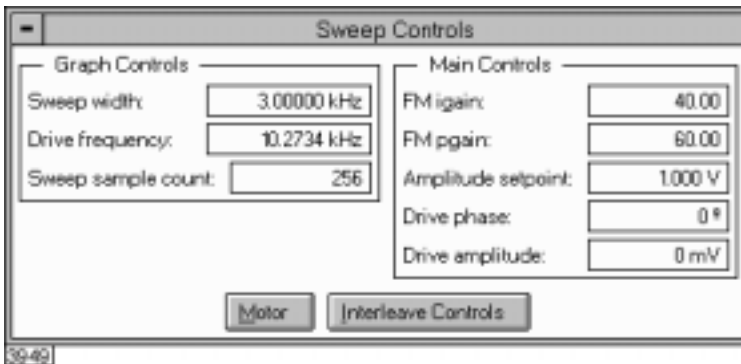 Sweep Controls
Graph Controls
Sweep width: 3.00000 kHz
Drive frequency: 10.2734 kHz
Sweep sample count: 256
Main Controls
FM igain: 40.00
FM pgain: 60.00
Amplitude setpoint: 1.000 V
Drive phase: 0 º
Drive amplitude: 0 mV
Motor
Interleave Controls
3949